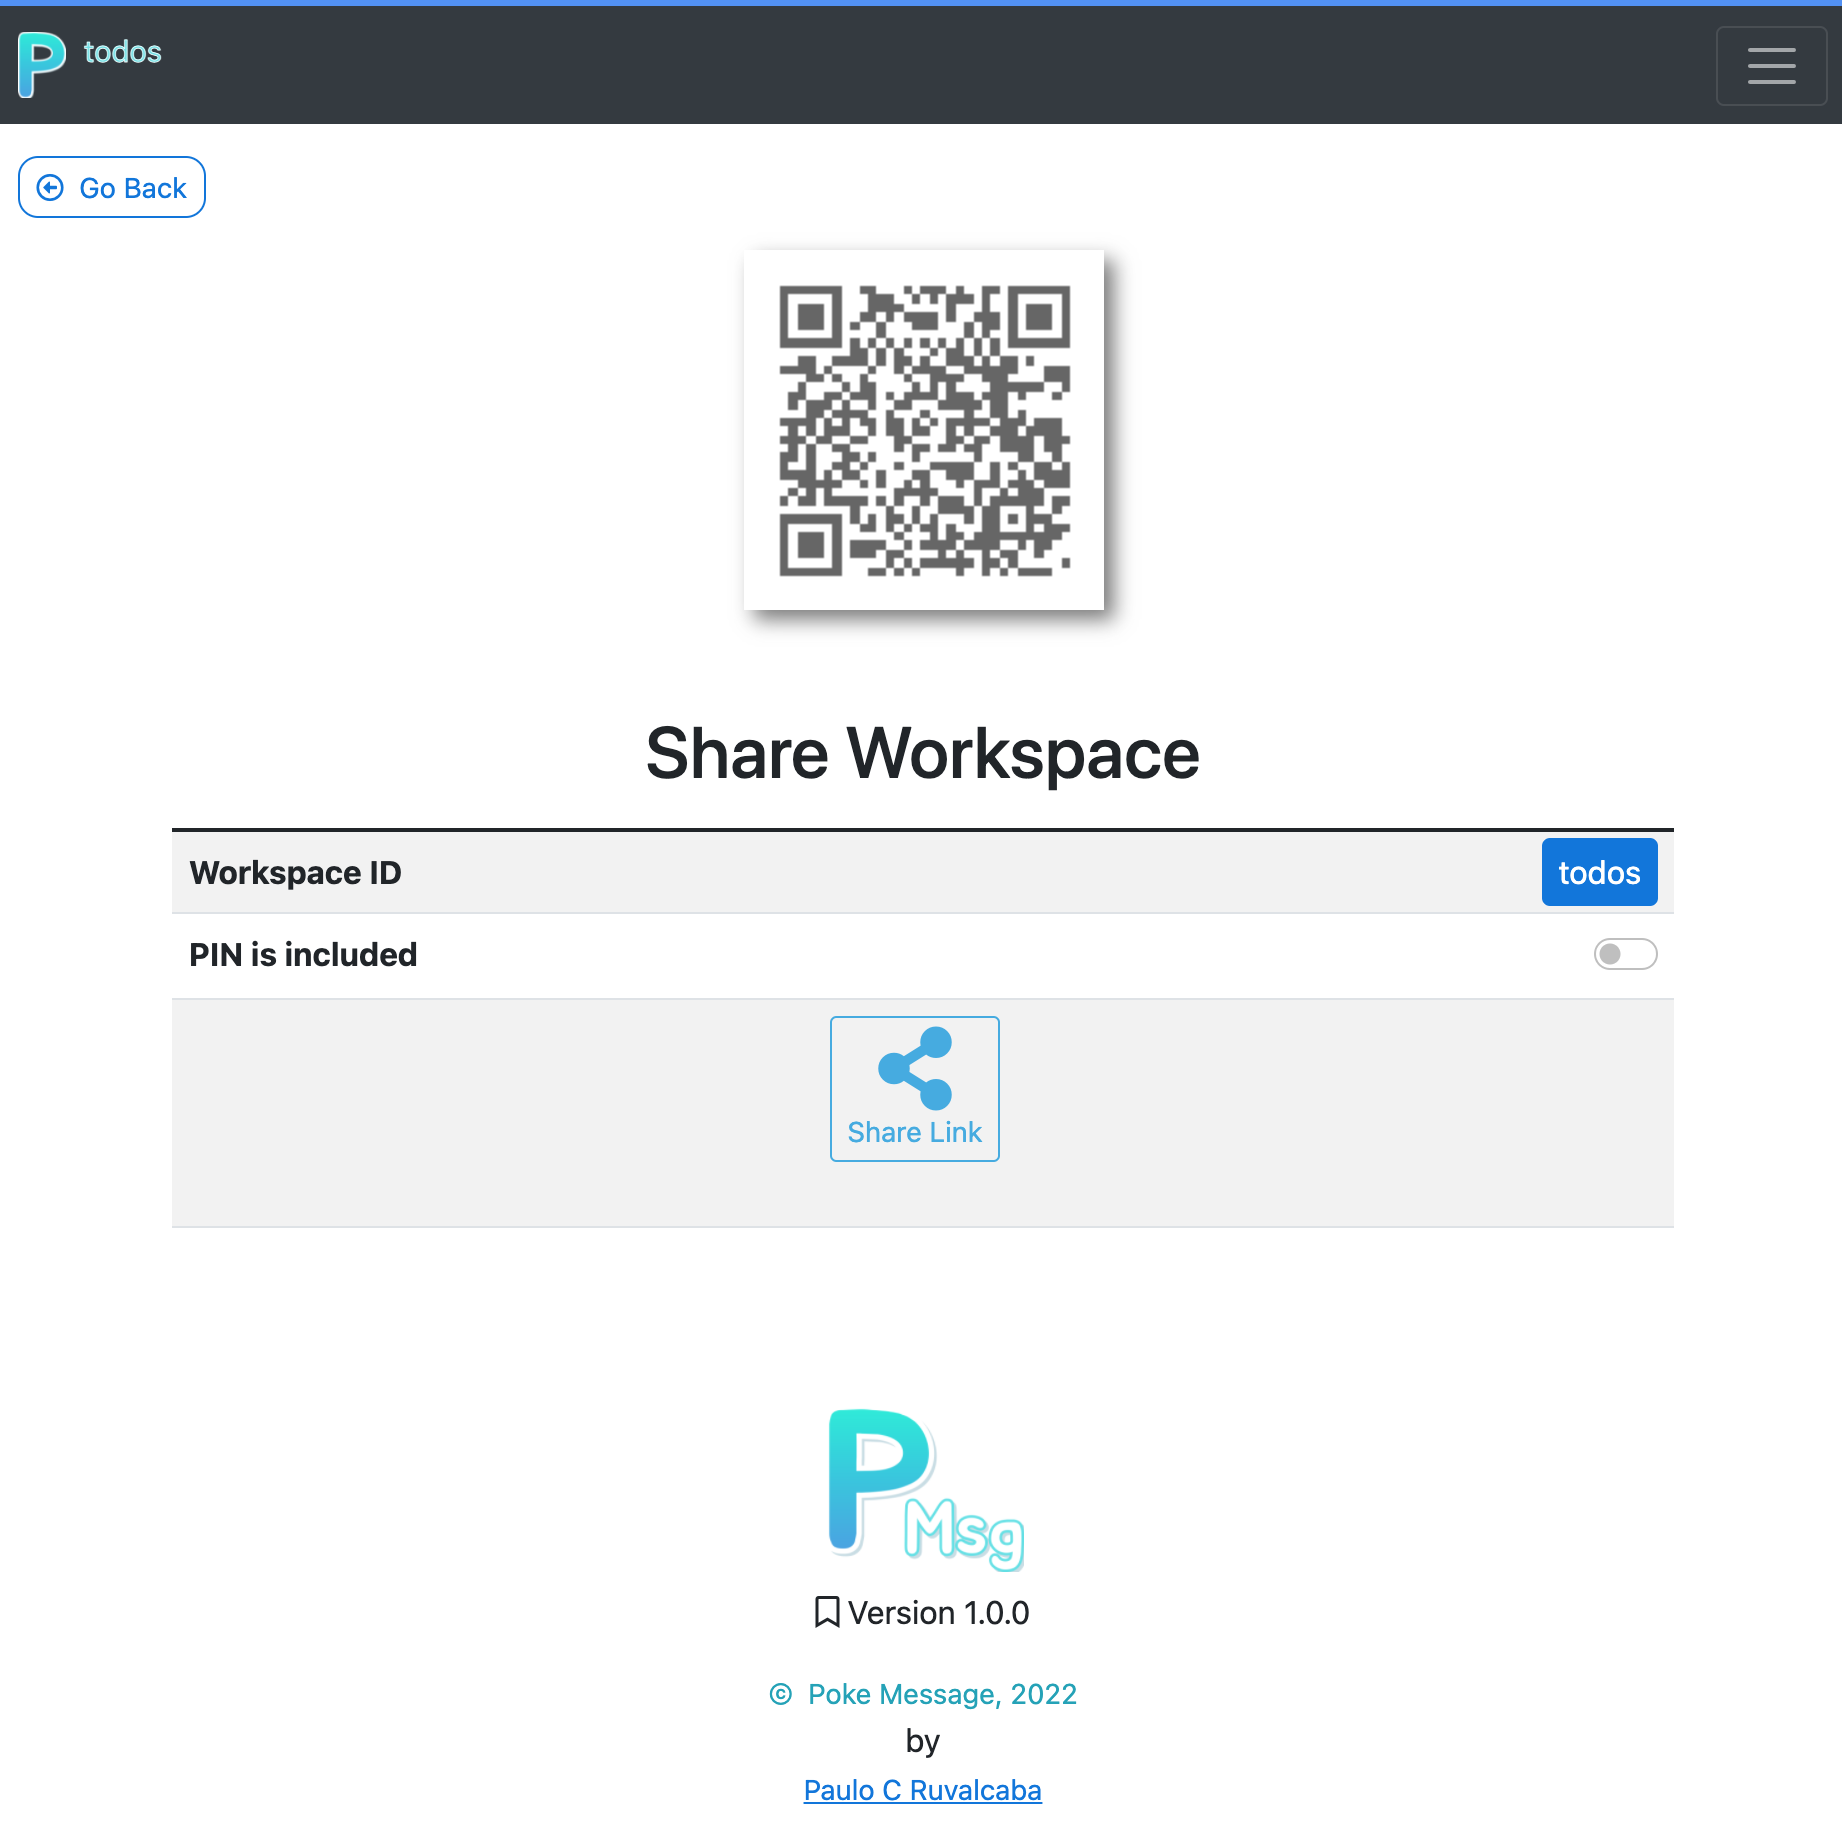 P todos
Go Back
Share Workspace
Workspace ID todos
PIN is included
Share Link
P Msg
Version 1.0.0
© Poke Message, 2022
by
Paulo C Ruvalcaba